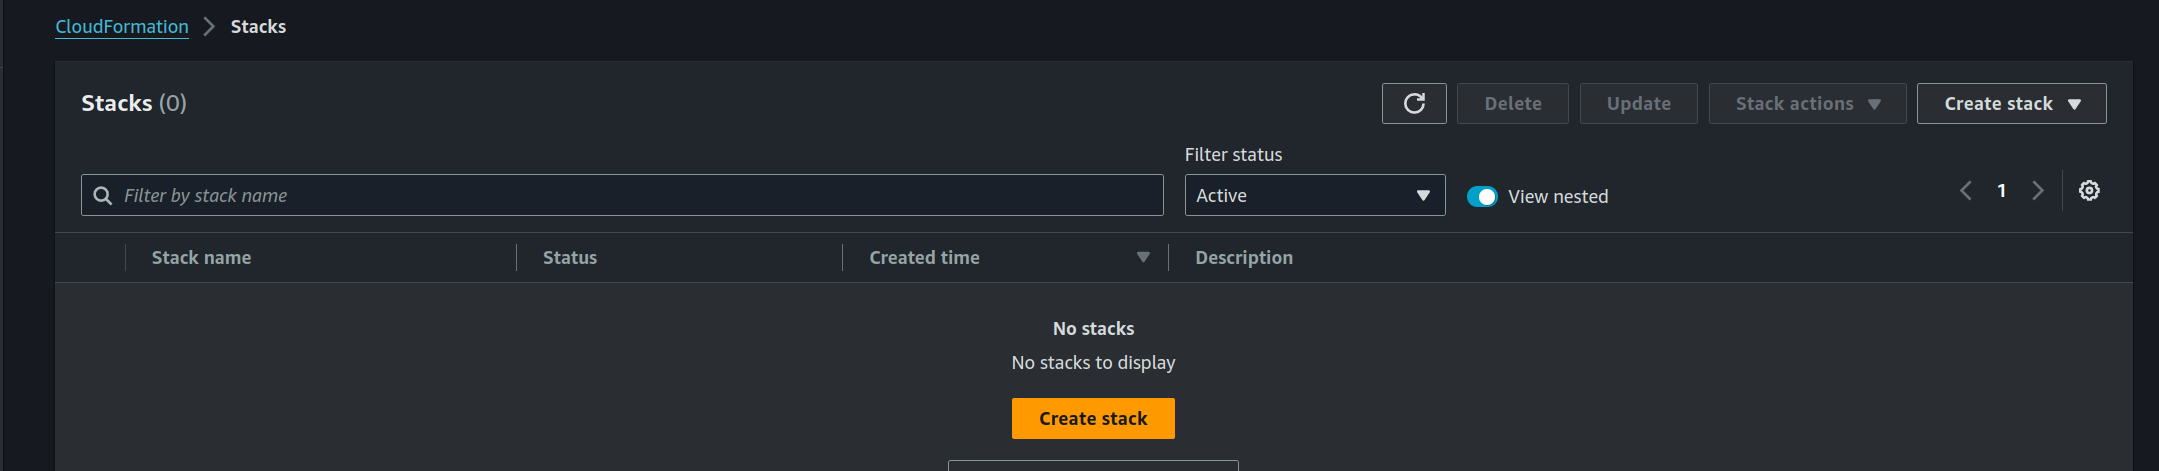 CloudFormation > Stacks
Stacks (0)
Delete
Update
Stack actions
Create stack
Filter status
Filter by stack name
Active
View nested
1
Stack name
Status
Created time
Description
No stacks
No stacks to display
Create stack